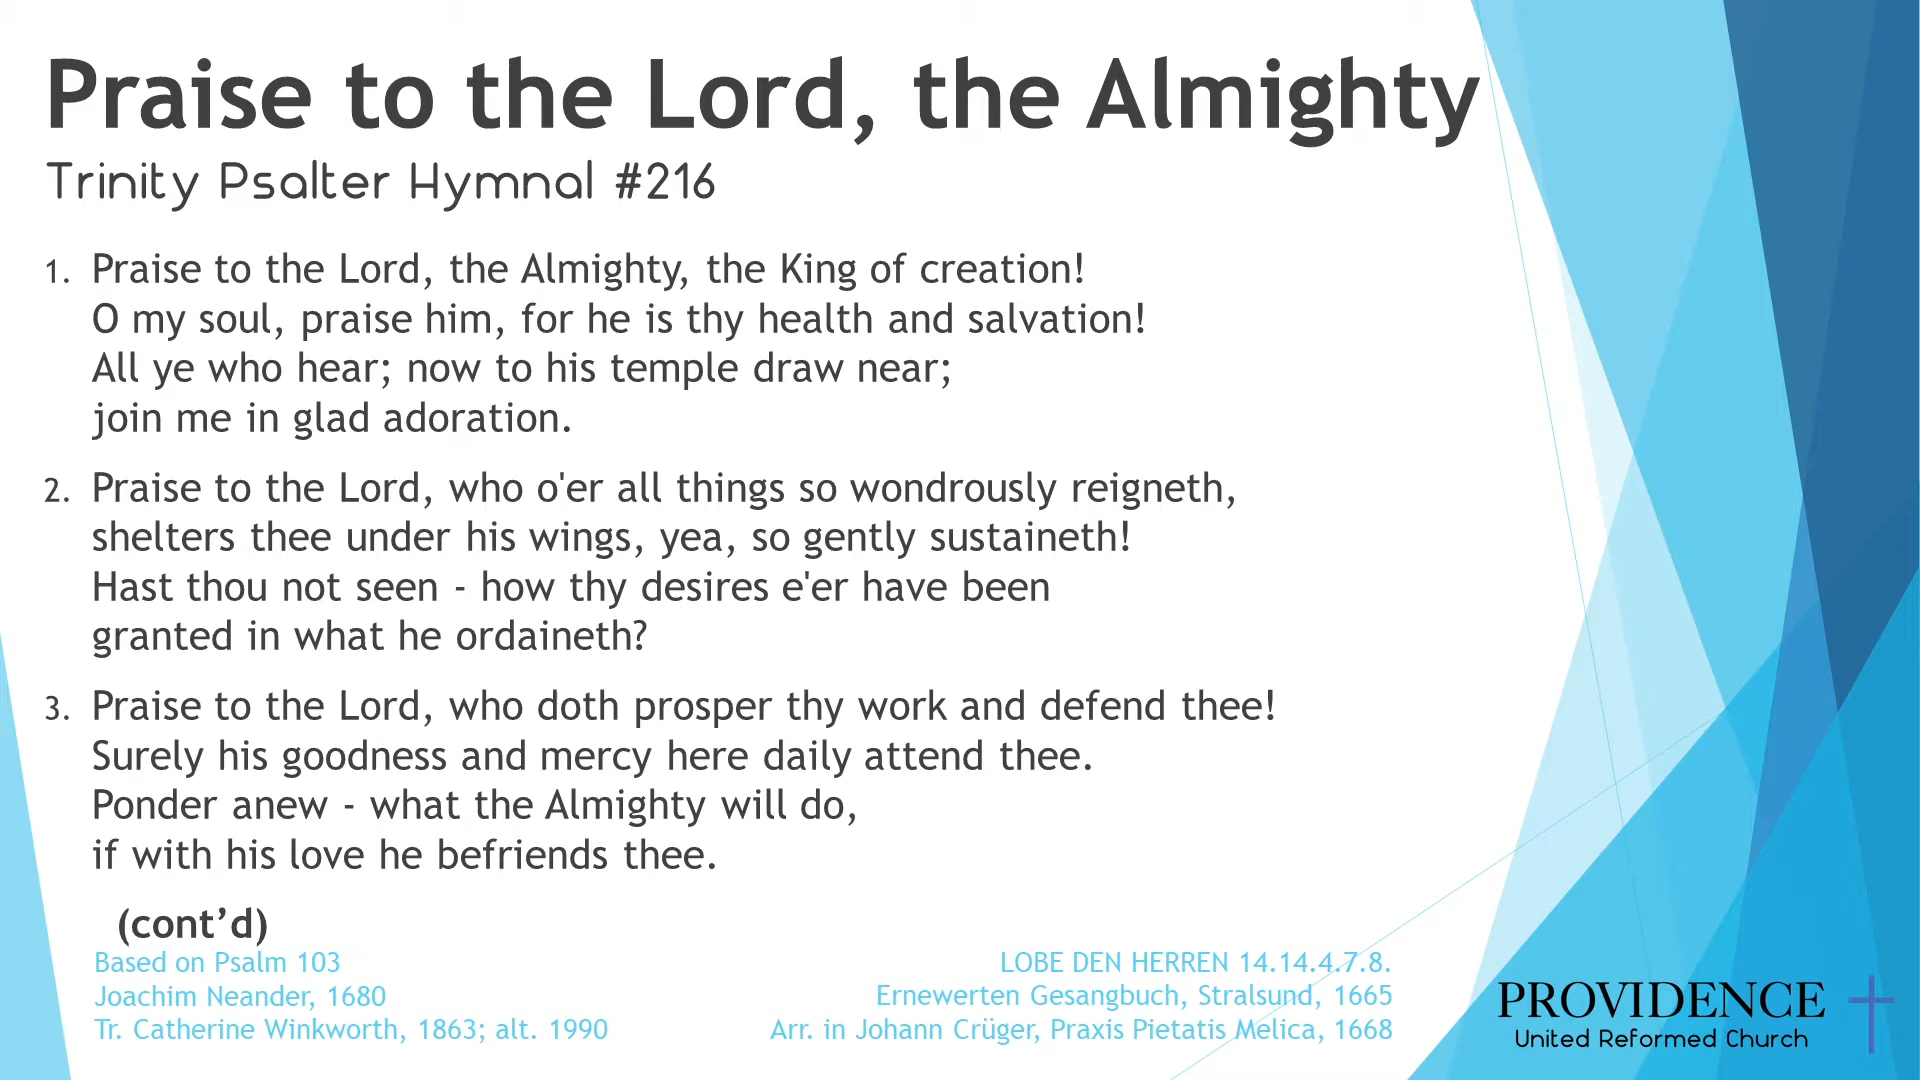 Praise to the Lord, the Almighty
Trinity Psalter Hymnal #216
1. Praise to the Lord, the Almighty, the King of creation!
O my soul, praise him, for he is thy health and salvation!
All ye who hear; now to his temple draw near;
join me in glad adoration.
2. Praise to the Lord, who o'er all things so wondrously reigneth,
shelters thee under his wings, yea, so gently sustaineth!
Hast thou not seen - how thy desires e'er have been
granted in what he ordaineth?
3. Praise to the Lord, who doth prosper thy work and defend thee!
Surely his goodness and mercy here daily attend thee.
Ponder anew - what the Almighty will do,
if with his love he befriends thee.
(cont’d)
Based on Psalm 103
Joachim Neander, 1680
Tr. Catherine Winkworth, 1863; alt. 1990
LOBE DEN HERREN 14.14.4.7.8.
Ernewerten Gesangbuch, Stralsund, 1665
Arr. in Johann Crüger, Praxis Pietatis Melica, 1668
PROVIDENCE
United Reformed Church